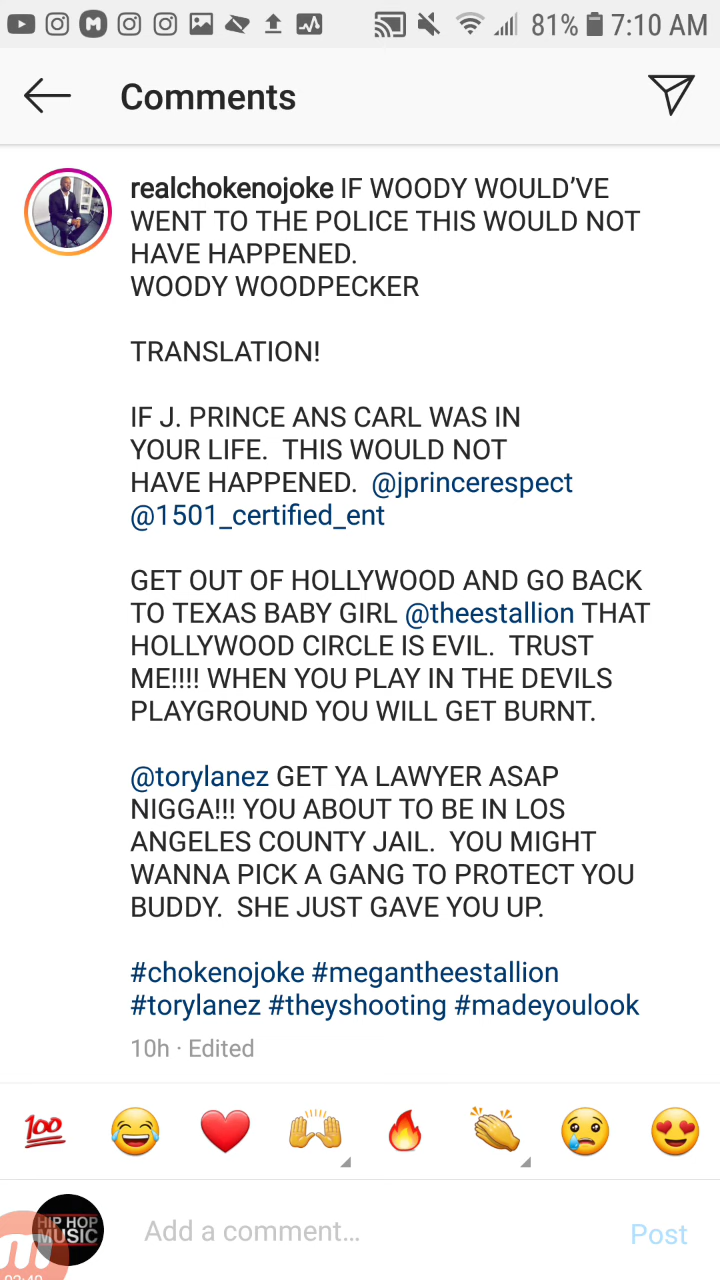 81% 7:10 AM
Comments
realchokenojoke IF WOODY WOULD'VE
WENT TO THE POLICE THIS WOULD NOT
HAVE HAPPENED.
WOODY WOODPECKER
TRANSLATION!
IF J. PRINCE ANS CARL WAS IN
YOUR LIFE. THIS WOULD NOT
HAVE HAPPENED. @jprincerespect
@1501_certified_ent
GET OUT OF HOLLYWOOD AND GO BACK
TO TEXAS BABY GIRL @theestallion THAT
HOLLYWOOD CIRCLE IS EVIL. TRUST
ME!!!! WHEN YOU PLAY IN THE DEVILS
PLAYGROUND YOU WILL GET BURNT.
@torylanez GET YA LAWYER ASAP
NIGGA!!! YOU ABOUT TO BE IN LOS
ANGELES COUNTY JAIL. YOU MIGHT
WANNA PICK A GANG TO PROTECT YOU
BUDDY. SHE JUST GAVE YOU UP.
#chokenojoke #megantheestallion
#torylanez #theyshooting #madeyoulook
10h · Edited
HIP HOP
MUSIC
Add a comment...
Post